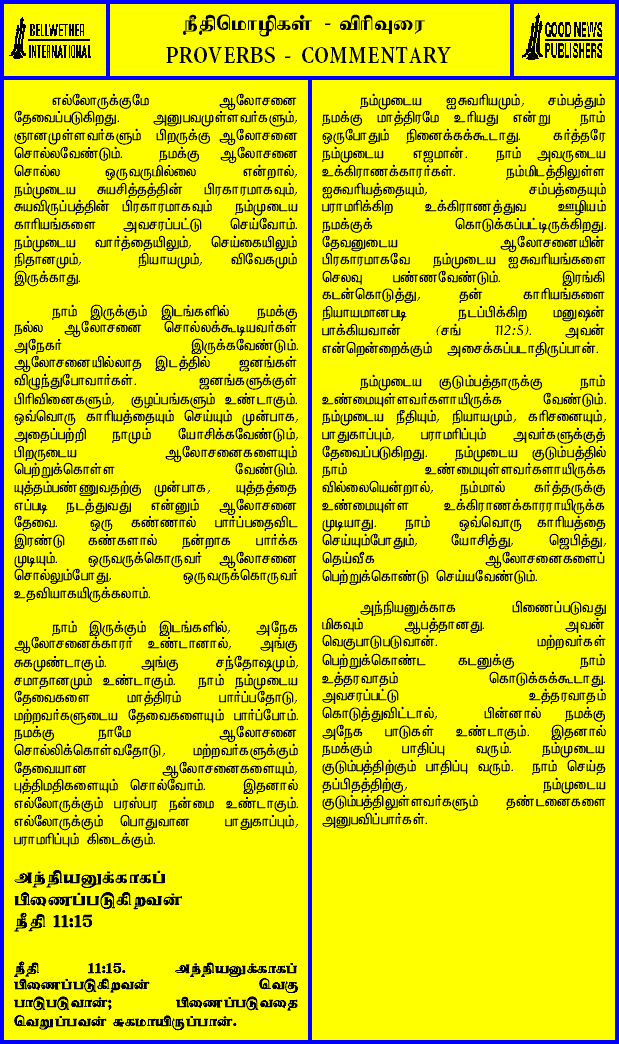 BELLWETHER
INTERNATIONAL
நீதிமொழிகள் - விரிவுரை
PROVERBS - COMMENTARY
GOOD NEWS
PUBLISHERS
எல்லோருக்குமே ஆலோசனை
தேவைப்படுகிறது. அனுபவமுள்ளவர்களும்,
ஞானமுள்ளவர்களும் பிறருக்கு ஆலோசனை
சொல்லவேண்டும். நமக்கு ஆலோசனை
சொல்ல ஒருவருமில்லை என்றால்,
நம்முடைய சுயசித்தத்தின் பிரகாரமாகவும்,
சுயவிருப்பத்தின் பிரகாரமாகவும் நம்முடைய
காரியங்களை அவசரப்பட்டு செய்வோம்.
நம்முடைய வார்த்தையிலும், செய்கையிலும்
நிதானமும், நியாயமும், விவேகமும்
இருக்காது.
நாம் இருக்கும் இடங்களில் நமக்கு
நல்ல ஆலோசனை சொல்லக்கூடியவர்கள்
அநேகர் இருக்கவேண்டும்.
ஆலோசனையில்லாத இடத்தில் ஜனங்கள்
விழுந்துபோவார்கள். ஜனங்களுக்குள்
பிரிவினைகளும், குழப்பங்களும் உண்டாகும்.
ஒவ்வொரு காரியத்தையும் செய்யும் முன்பாக,
அதைப்பற்றி நாமும் யோசிக்கவேண்டும்,
பிறருடைய ஆலோசனைகளையும்
பெற்றுக்கொள்ள வேண்டும்.
யுத்தம்பண்ணுவதற்கு முன்பாக, யுத்தத்தை
எப்படி நடத்துவது என்னும் ஆலோசனை
தேவை. ஒரு கண்ணால் பார்ப்பதைவிட
இரண்டு கண்களால் நன்றாக பார்க்க
முடியும். ஒருவருக்கொருவர் ஆலோசனை
சொல்லும்போது, ஒருவருக்கொருவர்
உதவியாகயிருக்கலாம்.
நாம் இருக்கும் இடங்களில், அநேக
ஆலோசனைக்காரர் உண்டானால், அங்கு
சுகமுண்டாகும். அங்கு சந்தோஷமும்,
சமாதானமும் உண்டாகும். நாம் நம்முடைய
தேவைகளை மாத்திரம் பார்ப்பதோடு,
மற்றவர்களுடைய தேவைகளையும் பார்ப்போம்.
நமக்கு நாமே ஆலோசனை
சொல்லிக்கொள்வதோடு, மற்றவர்களுக்கும்
தேவையான ஆலோசனைகளையும்,
புத்திமதிகளையும் சொல்வோம். இதனால்
எல்லோருக்கும் பரஸ்பர நன்மை உண்டாகும்.
எல்லோருக்கும் பொதுவான பாதுகாப்பும்,
பராமரிப்பும் கிடைக்கும்.
அந்நியனுக்காகப்
பிணைப்படுகிறவன்
நீதி 11:15
நீதி 11:15. அந்நியனுக்காகப்
பிணைப்படுகிறவன் வெகு
பாடுபடுவான்; பிணைப்படுவதை
வெறுப்பவன் சுகமாயிருப்பான்.
நம்முடைய ஐசுவரியமும், சம்பத்தும்
நமக்கு மாத்திரமே உரியது என்று நாம்
ஒருபோதும் நினைக்கக்கூடாது. கர்த்தரே
நம்முடைய எஜமான். நாம் அவருடைய
உக்கிராணக்காரர்கள். நம்மிடத்திலுள்ள
ஐசுவரியத்தையும், சம்பத்தையும்
பராமரிக்கிற உக்கிராணத்துவ ஊழியம்
நமக்குக் கொடுக்கப்பட்டிருக்கிறது.
தேவனுடைய ஆலோசனையின்
பிரகாரமாகவே நம்முடைய ஐசுவரியங்களை
செலவு பண்ணவேண்டும். இரங்கி
கடன்கொடுத்து, தன் காரியங்களை
நியாயமானபடி நடப்பிக்கிற மனுஷன்
பாக்கியவான் (சங் 112:5). அவன்
என்றென்றைக்கும் அசைக்கப்படாதிருப்பான்.
நம்முடைய குடும்பத்தாருக்கு நாம்
உண்மையுள்ளவர்களாயிருக்க வேண்டும்.
நம்முடைய நீதியும், நியாயமும், கரிசனையும்,
பாதுகாப்பும், பராமரிப்பும் அவர்களுக்குத்
தேவைப்படுகிறது. நம்முடைய குடும்பத்தில்
நாம் உண்மையுள்ளவர்களாயிருக்க
வில்லையென்றால், நம்மால் கர்த்தருக்கு
உண்மையுள்ள உக்கிராணக்காரராயிருக்க
முடியாது. நாம் ஒவ்வொரு காரியத்தை
செய்யும்போதும், யோசித்து, ஜெபித்து,
தெய்வீக ஆலோசனைகளைப்
பெற்றுக்கொண்டு செய்யவேண்டும்.
அந்நியனுக்காக பிணைப்படுவது
மிகவும் ஆபத்தானது. அவன்
வெகுபாடுபடுவான். மற்றவர்கள்
பெற்றுக்கொண்ட கடனுக்கு நாம்
உத்தரவாதம் கொடுக்கக்கூடாது.
அவசரப்பட்டு உத்தரவாதம்
கொடுத்துவிட்டால், பின்னால் நமக்கு
அநேக பாடுகள் உண்டாகும். இதனால்
நமக்கும் பாதிப்பு வரும். நம்முடைய
குடும்பத்திற்கும் பாதிப்பு வரும். நாம் செய்த
தப்பிதத்திற்கு, நம்முடைய
குடும்பத்திலுள்ளவர்களும் தண்டனைகளை
அனுபவிப்பார்கள்.